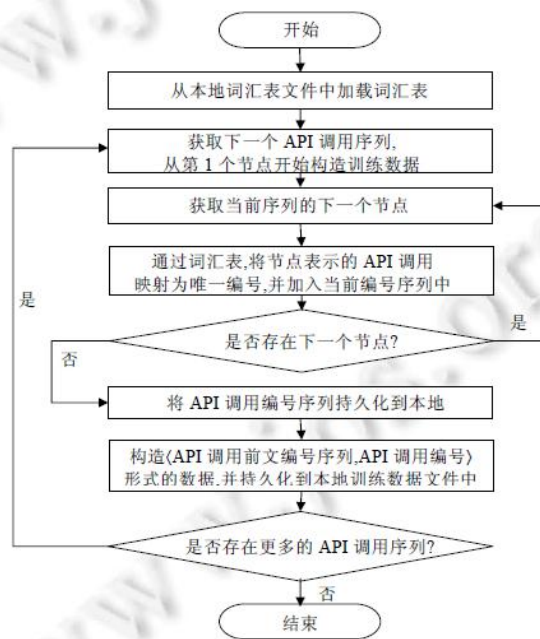 开始
从本地词汇表文件中加载词汇表
获取下一个 API 调用序列,
从第 1 个节点开始构造训练数据
获取当前序列的下一个节点
通过词汇表,将节点表示的 API 调用
映射为唯一编号,并加入当前编号序列中
是
是否存在下一个节点?
是
否
将 API 调用编号序列持久化到本地
构造⟨API 调用前文编号序列,API 调用编号⟩
形式的数据,并持久化到本地训练数据文件中
是否存在更多的 API 调用序列?
否
结束